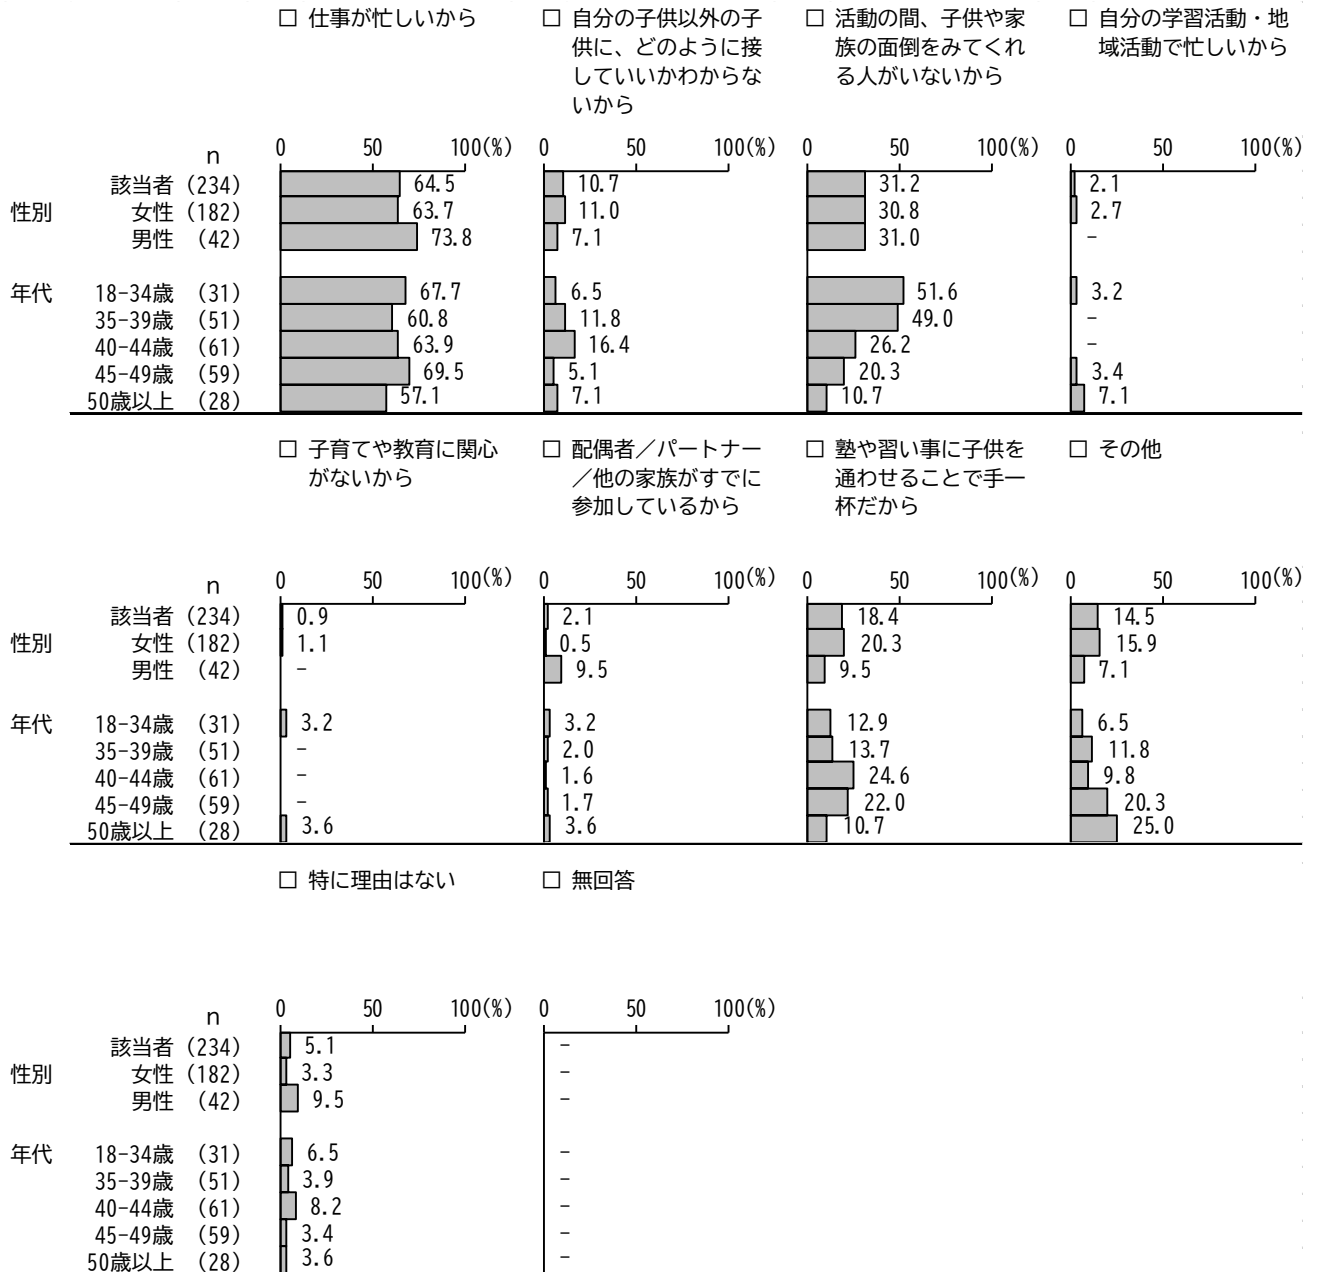 □ 仕事が忙しいから □ 自分の子供以外の子 □ 活動の間、子供や家 □ 自分の学習活動・地
供に、どのように接 族の面倒をみてくれ 域活動で忙しいから
していいかわからな る人がいないから
いから
n 0 50 100(%) 0 50 100(%) 0 50 100(%) 0 50 100(%)
該当者 (234) 64.5 10.7 31.2 2.1
性別 女性 (182) 63.7 11.0 30.8 2.7
男性 (42) 73.8 7.1 31.0 −
年代 18−34歳 (31) 67.7 6.5 51.6 3.2
35−39歳 (51) 60.8 11.8 49.0 −
40−44歳 (61) 63.9 16.4 26.2 −
45−49歳 (59) 69.5 5.1 20.3 3.4
50歳以上 (28) 57.1 7.1 10.7 7.1
□ 子育てや教育に関心 □ 配偶者／パートナー □ 塾や習い事に子供を □ その他
がないから ／他の家族がすでに 通わせることで手一
参加しているから 杯だから
n 0 50 100(%) 0 50 100(%) 0 50 100(%) 0 50 100(%)
該当者 (234) 0.9 2.1 18.4 14.5
性別 女性 (182) 1.1 0.5 20.3 15.9
男性 (42) − 9.5 9.5 7.1
年代 18−34歳 (31) 3.2 3.2 12.9 6.5
35−39歳 (51) − 2.0 13.7 11.8
40−44歳 (61) − 1.6 24.6 9.8
45−49歳 (59) − 1.7 22.0 20.3
50歳以上 (28) 3.6 3.6 10.7 25.0
□ 特に理由はない □ 無回答
n 0 50 100(%) 0 50 100(%)
該当者 (234) 5.1 −
性別 女性 (182) 3.3 −
男性 (42) 9.5 −
年代 18−34歳 (31) 6.5 −
35−39歳 (51) 3.9 −
40−44歳 (61) 8.2 −
45−49歳 (59) 3.4 −
50歳以上 (28) 3.6 −